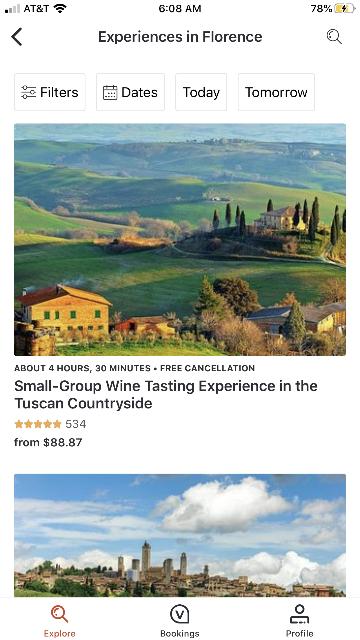 AT&T 6:08 AM 78%
Experiences in Florence
Filters Dates Today Tomorrow
ABOUT 4 HOURS, 30 MINUTES • FREE CANCELLATION
Small-Group Wine Tasting Experience in the
Tuscan Countryside
534
from $88.87
V
Explore Bookings Profile